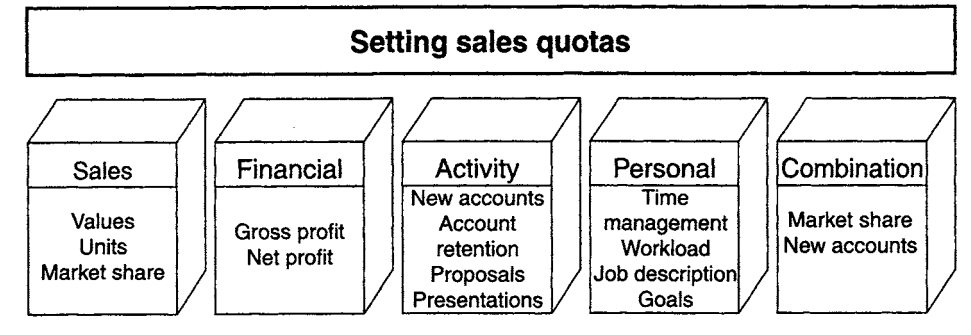 Setting sales quotas
Sales
Values
Units
Market share
Financial
Gross profit
Net profit
Activity
New accounts
Account
retention
Proposals
Presentations
Personal
Time
management
Workload
Job description
Goals
Combination
Market share
New accounts